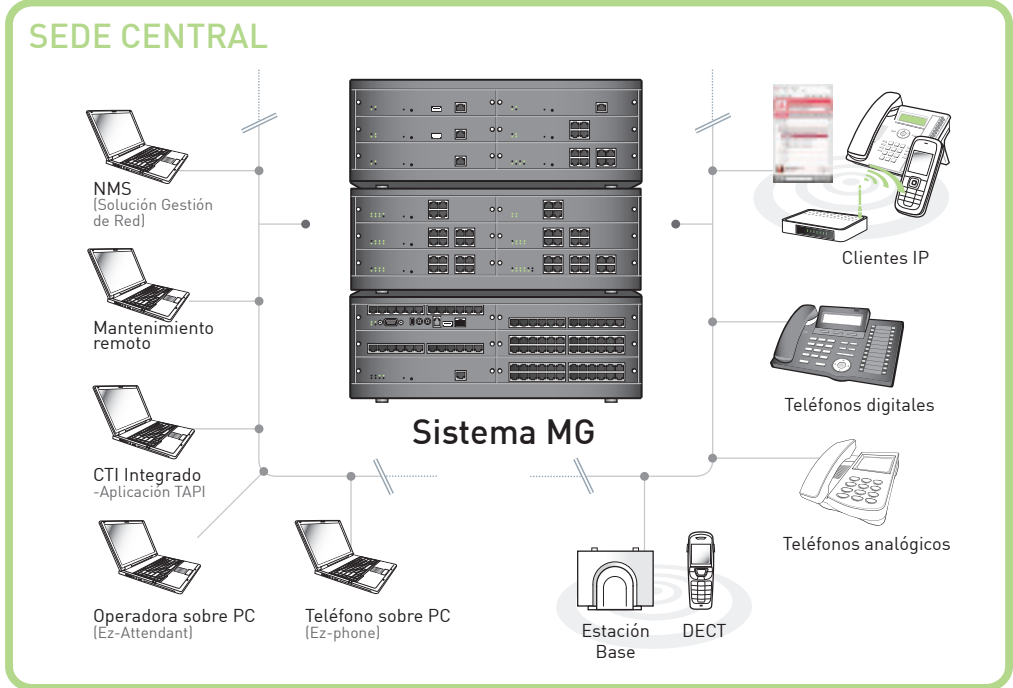 SEDE CENTRAL
NMS
(Solución Gestión
de Red)
Mantenimiento
remoto
CTI Integrado
-Aplicación TAPI
Operadora sobre PC
(Ez-Attendant)
Teléfono sobre PC
(Ez-phone)
Sistema MG
Clientes IP
Teléfonos digitales
Teléfonos analógicos
Estación
Base
DECT